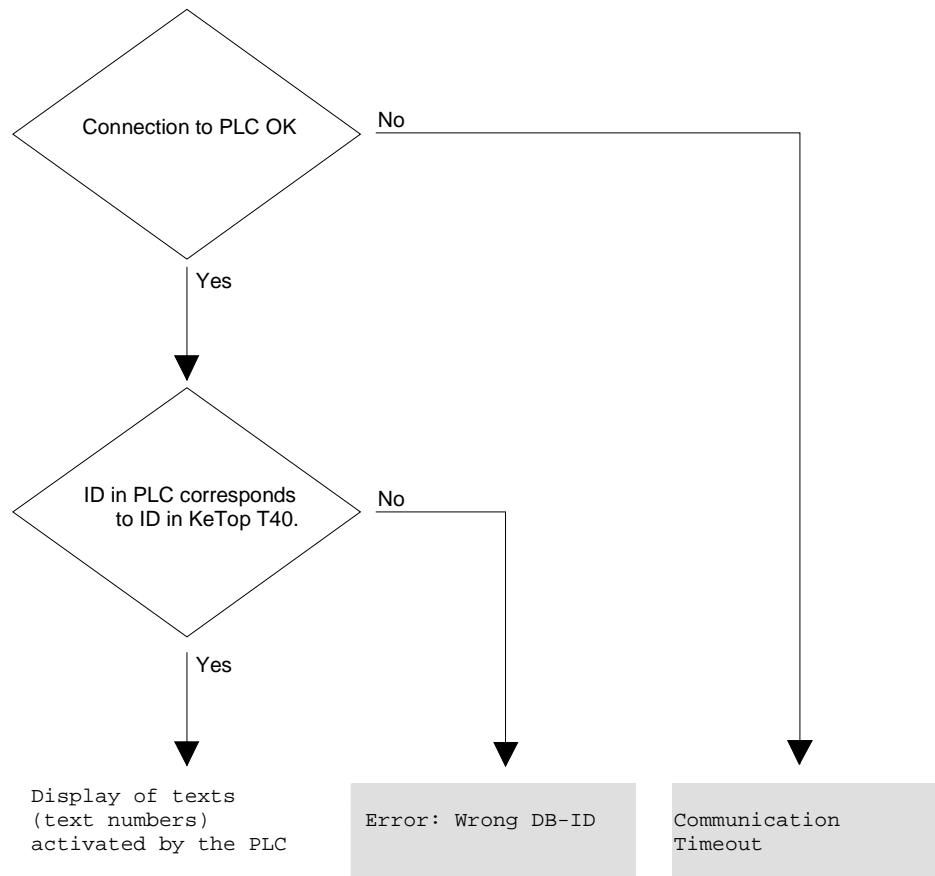 Connection to PLC OK
No
Yes
ID in PLC corresponds
to ID in KeTop T40.
No
Yes
Display of texts
(text numbers)
activated by the PLC
Error: Wrong DB-ID
Communication
Timeout